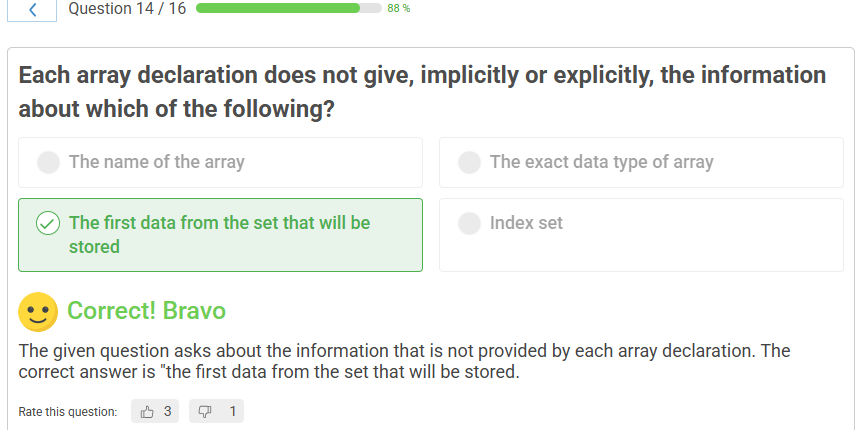 Question 14 / 16 88 %
Each array declaration does not give, implicitly or explicitly, the information
about which of the following?
The name of the array
The exact data type of array
The first data from the set that will be
stored
Index set
Correct! Bravo
The given question asks about the information that is not provided by each array declaration. The
correct answer is "the first data from the set that will be stored.
Rate this question: 3 1